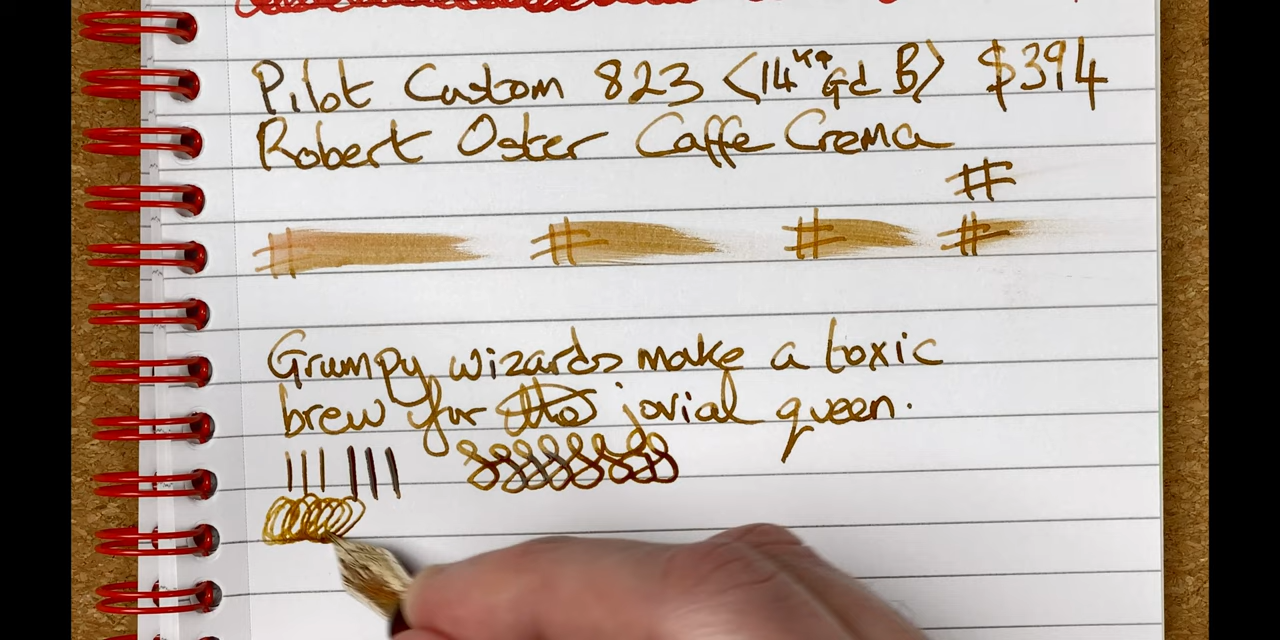 Pilot Custom 823 <14kt Gd B> $394
Robert Oster Caffe Crema
# # # #
#
Grumpy wizards make a toxic
brew for the jovial queen.